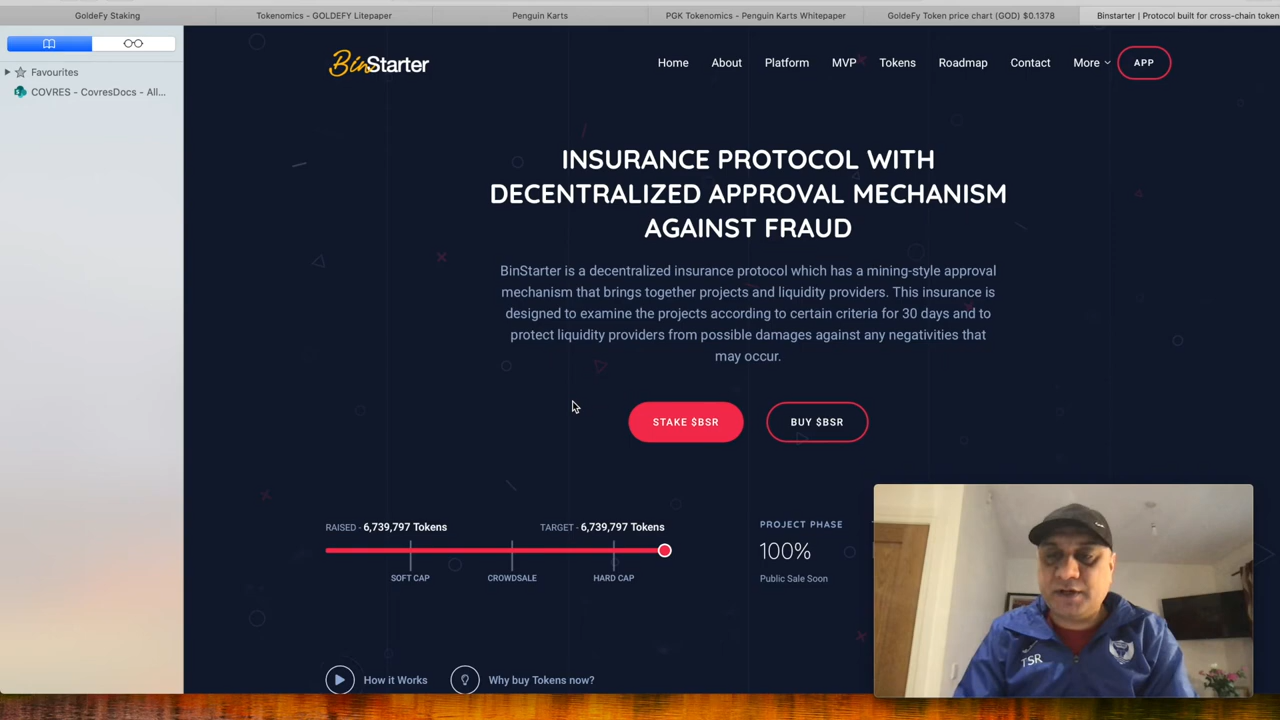 GoldeFy Staking
Tokenomics - GOLDEFY Litepaper
Penguin Karts
PGK Tokenomics - Penguin Karts Whitepaper
GoldeFy Token price chart (GOD) $0.1378
Binstarter | Protocol built for cross-chain token
Favourites
COVRES - CovresDocs - All...
BinStarter
Home
About
Platform
MVP
Tokens
Roadmap
Contact
More
APP
INSURANCE PROTOCOL WITH
DECENTRALIZED APPROVAL MECHANISM
AGAINST FRAUD
BinStarter is a decentralized insurance protocol which has a mining-style approval
mechanism that brings together projects and liquidity providers. This insurance is
designed to examine the projects according to certain criteria for 30 days and to
protect liquidity providers from possible damages against any negativities that
may occur.
STAKE $BSR
BUY $BSR
RAISED - 6,739,797 Tokens
TARGET - 6,739,797 Tokens
SOFT CAP
CROWDSALE
HARD CAP
PROJECT PHASE
100%
Public Sale Soon
How it Works
Why buy Tokens now?
TSR